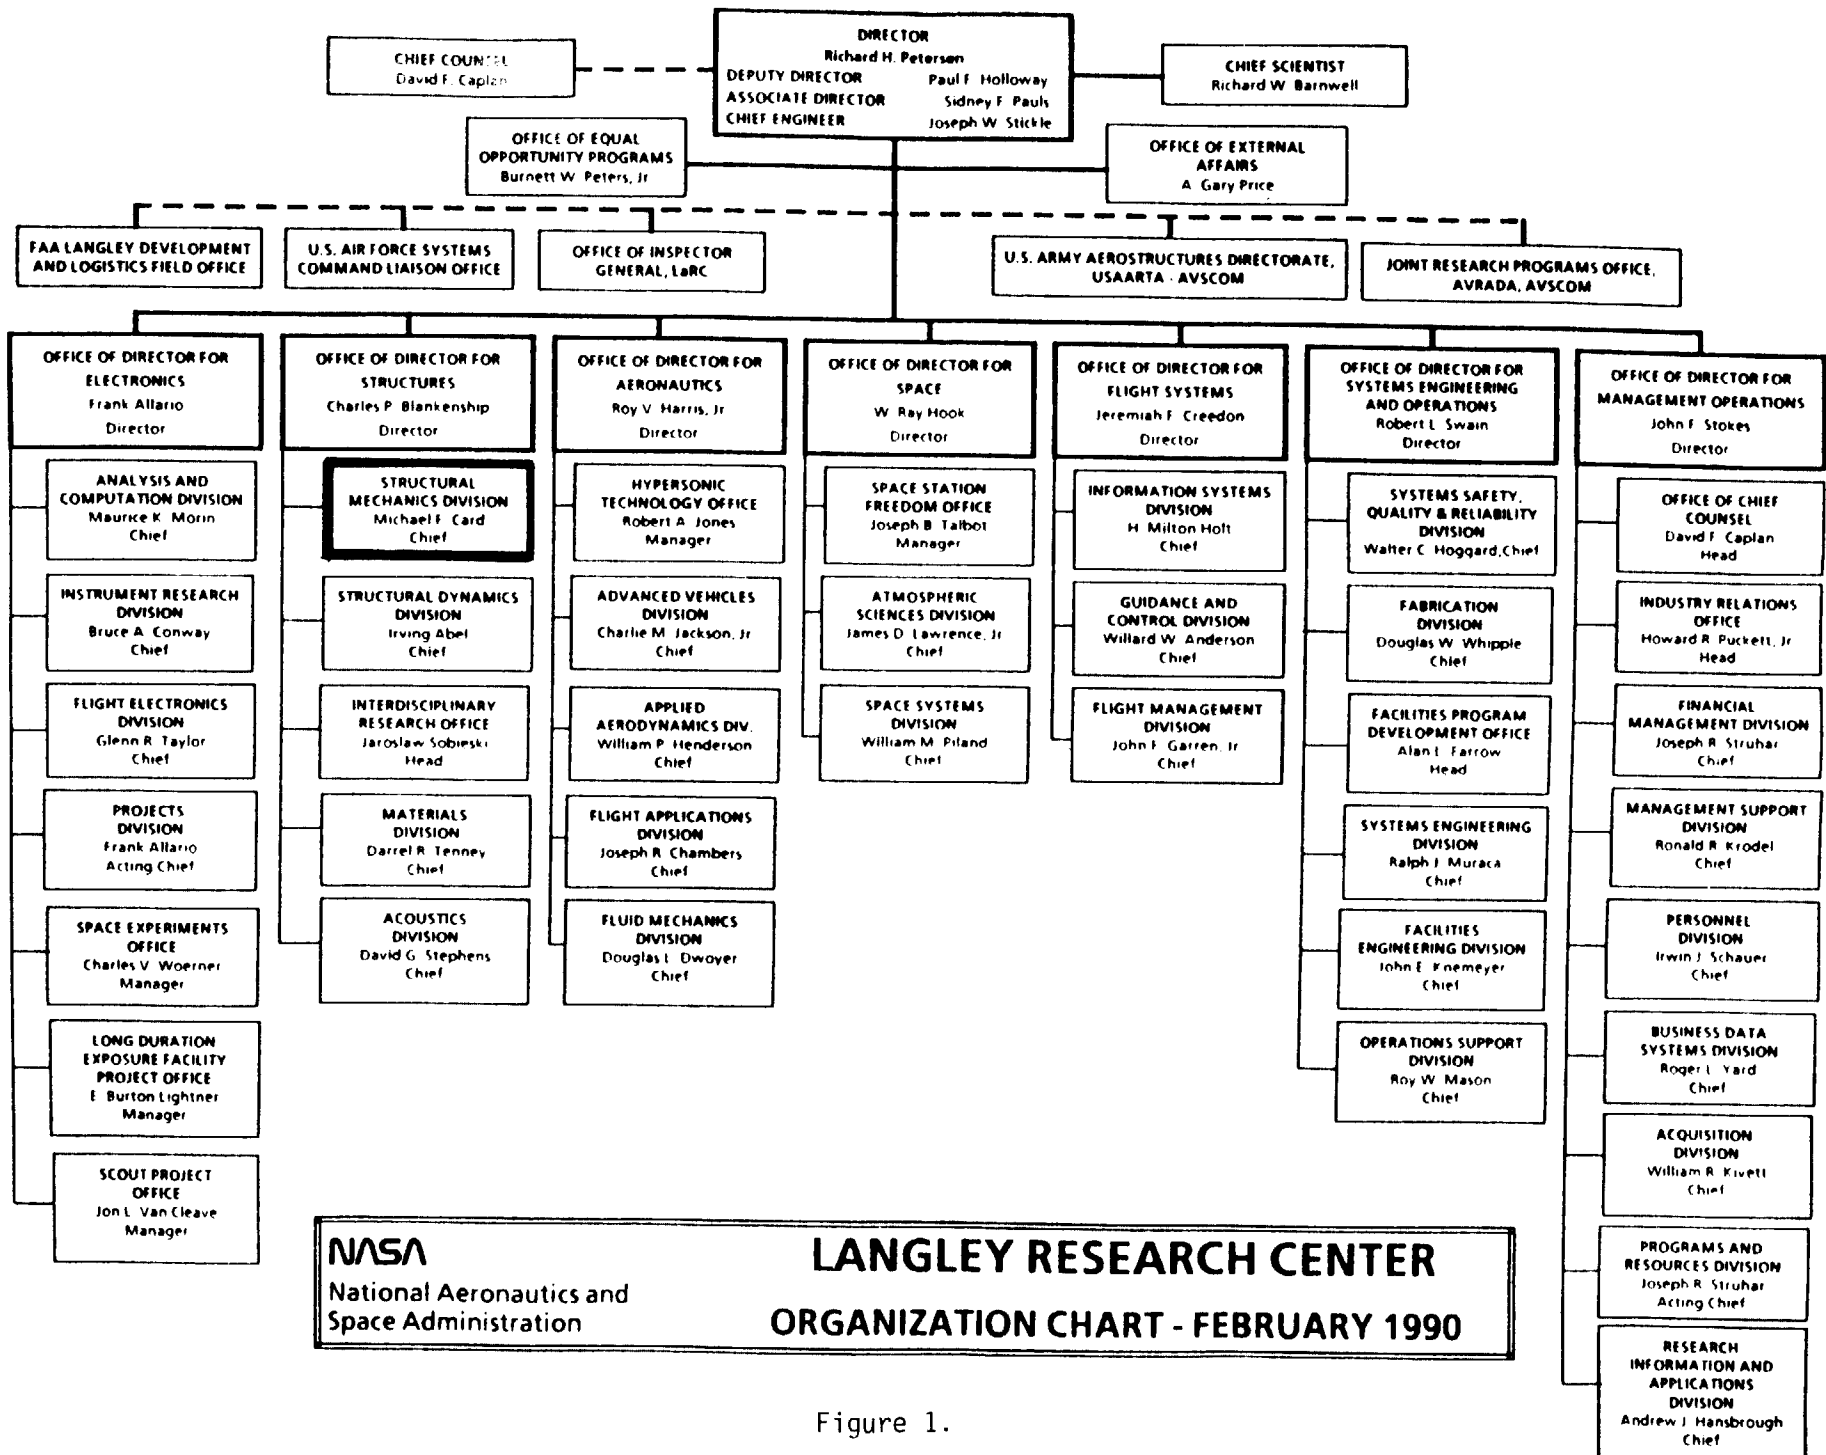 DIRECTOR
Richard H. Petersen
DEPUTY DIRECTOR Paul F. Holloway
ASSOCIATE DIRECTOR Sidney F. Pauls
CHIEF ENGINEER Joseph W. Stickle
CHIEF COUNSEL
David F. Caplan
CHIEF SCIENTIST
Richard W. Barnwell
OFFICE OF EQUAL
OPPORTUNITY PROGRAMS
Burnett W. Peters, Jr
OFFICE OF EXTERNAL
AFFAIRS
A. Gary Price
FAA LANGLEY DEVELOPMENT
AND LOGISTICS FIELD OFFICE
U.S. AIR FORCE SYSTEMS
COMMAND LIAISON OFFICE
OFFICE OF INSPECTOR
GENERAL, LaRC
U.S. ARMY AEROSTRUCTURES DIRECTORATE,
USAARTA - AVSCOM
JOINT RESEARCH PROGRAMS OFFICE,
AVRADA, AVSCOM
OFFICE OF DIRECTOR FOR
ELECTRONICS
Frank Allario
Director
ANALYSIS AND
COMPUTATION DIVISION
Maurice K. Morin
Chief
INSTRUMENT RESEARCH
DIVISION
Bruce A. Conway
Chief
FLIGHT ELECTRONICS
DIVISION
Glenn R. Taylor
Chief
PROJECTS
DIVISION
Frank Allario
Acting Chief
SPACE EXPERIMENTS
OFFICE
Charles V. Woerner
Manager
LONG DURATION
EXPOSURE FACILITY
PROJECT OFFICE
E. Burton Lightner
Manager
SCOUT PROJECT
OFFICE
Jon L. Van Cleave
Manager
OFFICE OF DIRECTOR FOR
STRUCTURES
Charles P. Blankenship
Director
STRUCTURAL
MECHANICS DIVISION
Michael F. Card
Chief
STRUCTURAL DYNAMICS
DIVISION
Irving Abel
Chief
INTERDISCIPLINARY
RESEARCH OFFICE
Jaroslaw Sobieski
Head
MATERIALS
DIVISION
Darrel R. Tenney
Chief
ACOUSTICS
DIVISION
David G. Stephens
Chief
OFFICE OF DIRECTOR FOR
AERONAUTICS
Roy V. Harris, Jr
Director
HYPERSONIC
TECHNOLOGY OFFICE
Robert A. Jones
Manager
ADVANCED VEHICLES
DIVISION
Charlie M. Jackson, Jr
Chief
APPLIED
AERODYNAMICS DIV.
William P. Henderson
Chief
FLIGHT APPLICATIONS
DIVISION
Joseph R. Chambers
Chief
FLUID MECHANICS
DIVISION
Douglas L. Dwoyer
Chief
OFFICE OF DIRECTOR FOR
SPACE
W. Ray Hook
Director
SPACE STATION
FREEDOM OFFICE
Joseph B. Talbot
Manager
ATMOSPHERIC
SCIENCES DIVISION
James D. Lawrence, Jr
Chief
SPACE SYSTEMS
DIVISION
William M. Piland
Chief
OFFICE OF DIRECTOR FOR
FLIGHT SYSTEMS
Jeremiah F. Creedon
Director
INFORMATION SYSTEMS
DIVISION
H. Milton Holt
Chief
GUIDANCE AND
CONTROL DIVISION
Willard W. Anderson
Chief
FLIGHT MANAGEMENT
DIVISION
John F. Garren, Jr
Chief
OFFICE OF DIRECTOR FOR
SYSTEMS ENGINEERING
AND OPERATIONS
Robert L. Swain
Director
SYSTEMS SAFETY,
QUALITY & RELIABILITY
DIVISION
Walter C. Hoggard, Chief
FABRICATION
DIVISION
Douglas W. Whipple
Chief
FACILITIES PROGRAM
DEVELOPMENT OFFICE
Alan L. Farrow
Head
SYSTEMS ENGINEERING
DIVISION
Ralph J. Muraca
Chief
FACILITIES
ENGINEERING DIVISION
John E. Knemeyer
Chief
OPERATIONS SUPPORT
DIVISION
Roy W. Mason
Chief
OFFICE OF DIRECTOR FOR
MANAGEMENT OPERATIONS
John F. Stokes
Director
OFFICE OF CHIEF
COUNSEL
David F. Caplan
Head
INDUSTRY RELATIONS
OFFICE
Howard R. Puckett, Jr
Head
FINANCIAL
MANAGEMENT DIVISION
Joseph R. Struhar
Chief
MANAGEMENT SUPPORT
DIVISION
Ronald R. Krodel
Chief
PERSONNEL
DIVISION
Irwin J. Schauer
Chief
BUSINESS DATA
SYSTEMS DIVISION
Roger L. Yard
Chief
ACQUISITION
DIVISION
William R. Kivett
Chief
PROGRAMS AND
RESOURCES DIVISION
Joseph R. Struhar
Acting Chief
RESEARCH
INFORMATION AND
APPLICATIONS
DIVISION
Andrew J. Hansbrough
Chief
NASA
National Aeronautics and
Space Administration
LANGLEY RESEARCH CENTER
ORGANIZATION CHART - FEBRUARY 1990
Figure 1.